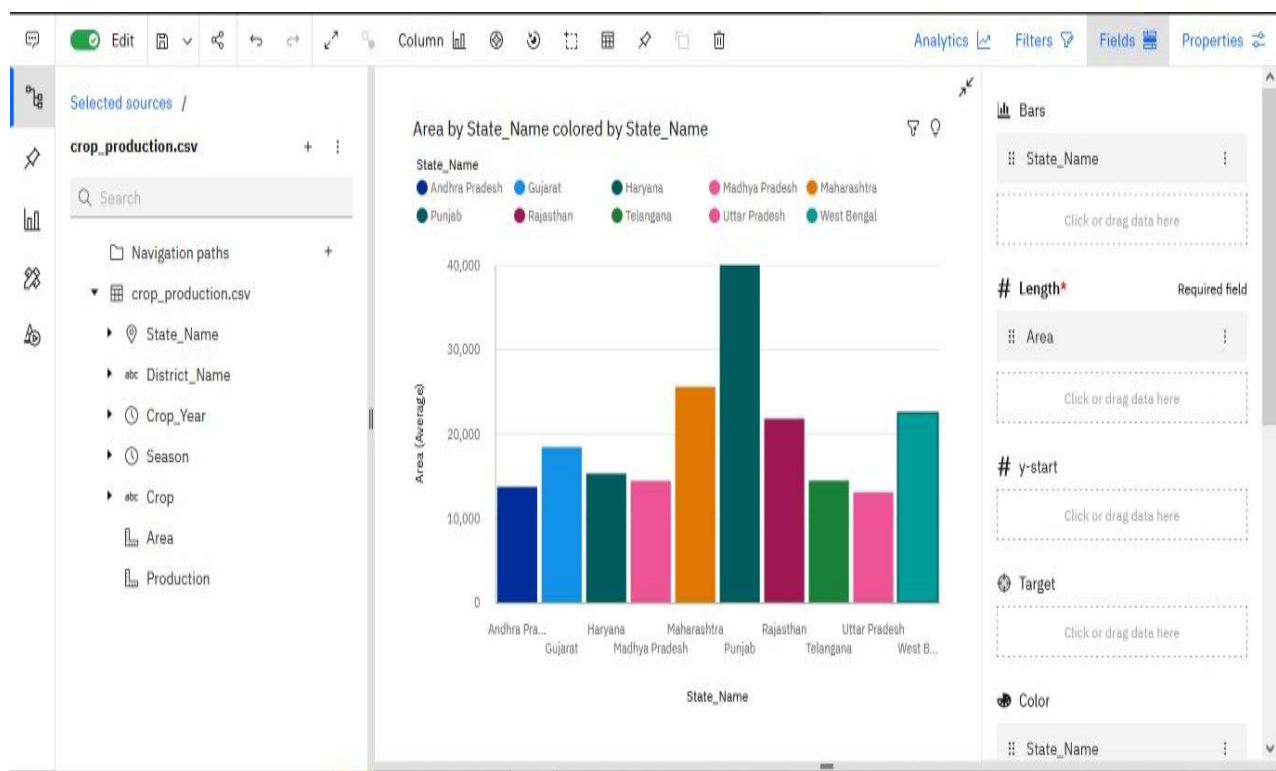 Edit
Column
Analytics
Filters
Fields
Properties
Selected sources /
crop_production.csv
Search
Navigation paths
crop_production.csv
State_Name
abc District_Name
Crop_Year
Season
abc Crop
Area
Production
Area by State_Name colored by State_Name
State_Name
Andhra Pradesh Gujarat Haryana Madhya Pradesh Maharashtra
Punjab Rajasthan Telangana Uttar Pradesh West Bengal
Area (Average)
40,000
30,000
20,000
10,000
0
Andhra Pra... Haryana Maharashtra Rajasthan Uttar Pradesh
Gujarat Madhya Pradesh Punjab Telangana West B...
State_Name
Bars
State_Name
Click or drag data here
# Length* Required field
Area
Click or drag data here
# y-start
Click or drag data here
Target
Click or drag data here
Color
State_Name